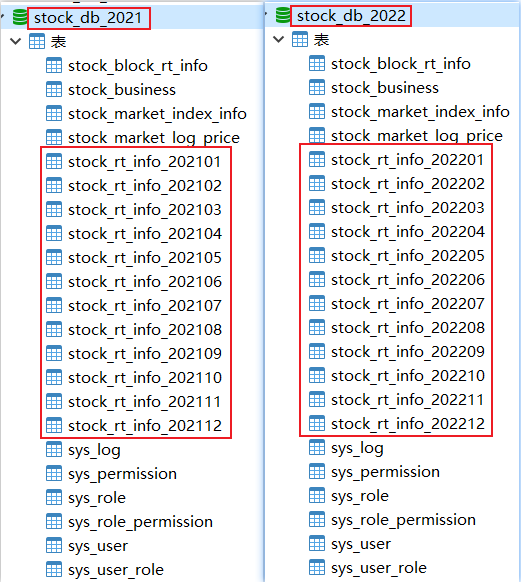 stock_db_2021
表
stock_block_rt_info
stock_business
stock_market_index_info
stock_market_log_price
stock_rt_info_202101
stock_rt_info_202102
stock_rt_info_202103
stock_rt_info_202104
stock_rt_info_202105
stock_rt_info_202106
stock_rt_info_202107
stock_rt_info_202108
stock_rt_info_202109
stock_rt_info_202110
stock_rt_info_202111
stock_rt_info_202112
sys_log
sys_permission
sys_role
sys_role_permission
sys_user
sys_user_role
stock_db_2022
表
stock_block_rt_info
stock_business
stock_market_index_info
stock_market_log_price
stock_rt_info_202201
stock_rt_info_202202
stock_rt_info_202203
stock_rt_info_202204
stock_rt_info_202205
stock_rt_info_202206
stock_rt_info_202207
stock_rt_info_202208
stock_rt_info_202209
stock_rt_info_202210
stock_rt_info_202211
stock_rt_info_202212
sys_log
sys_permission
sys_role
sys_role_permission
sys_user
sys_user_role